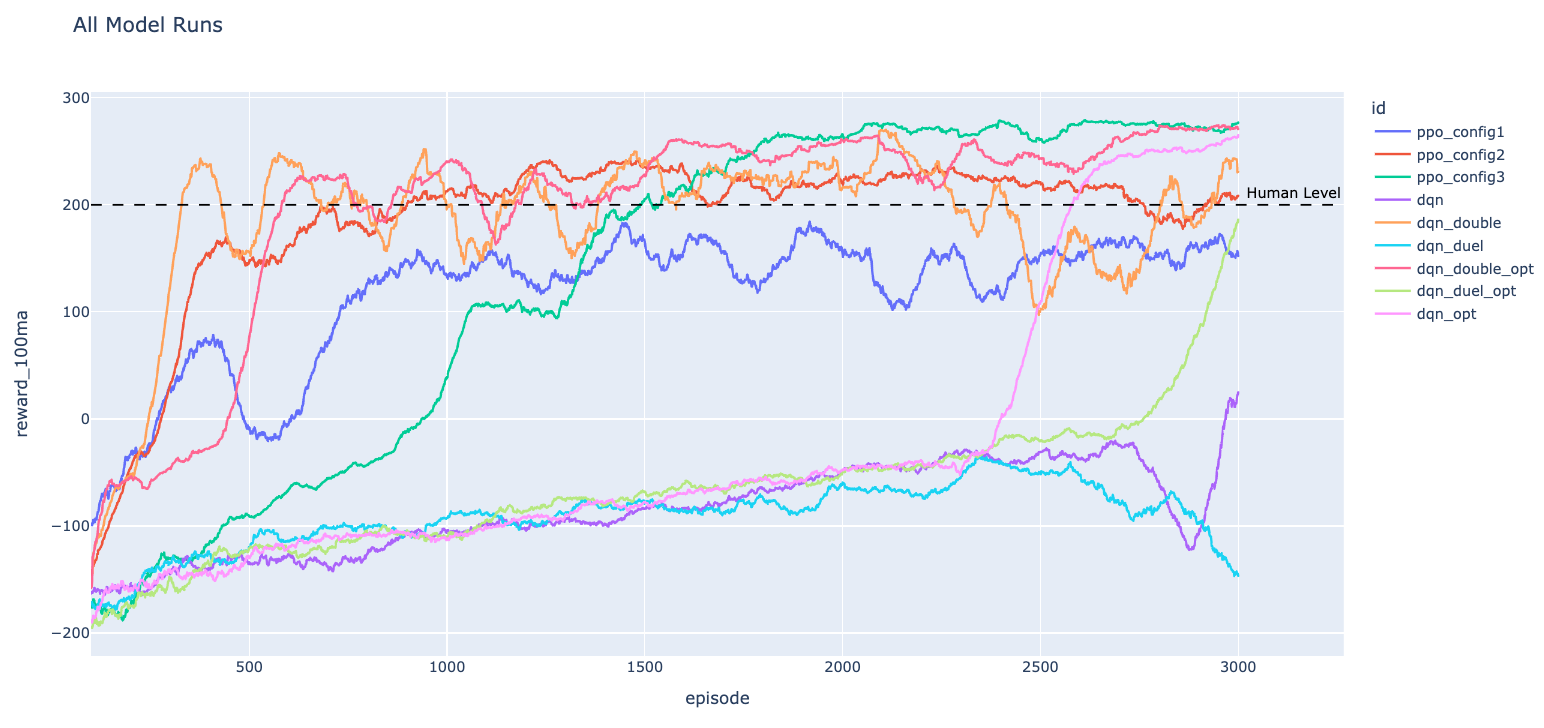 All Model Runs
reward_100ma
300
200
100
0
−100
−200
Human Level
500
1000
1500
2000
2500
3000
episode
id
ppo_config1
ppo_config2
ppo_config3
dqn
dqn_double
dqn_duel
dqn_double_opt
dqn_duel_opt
dqn_opt